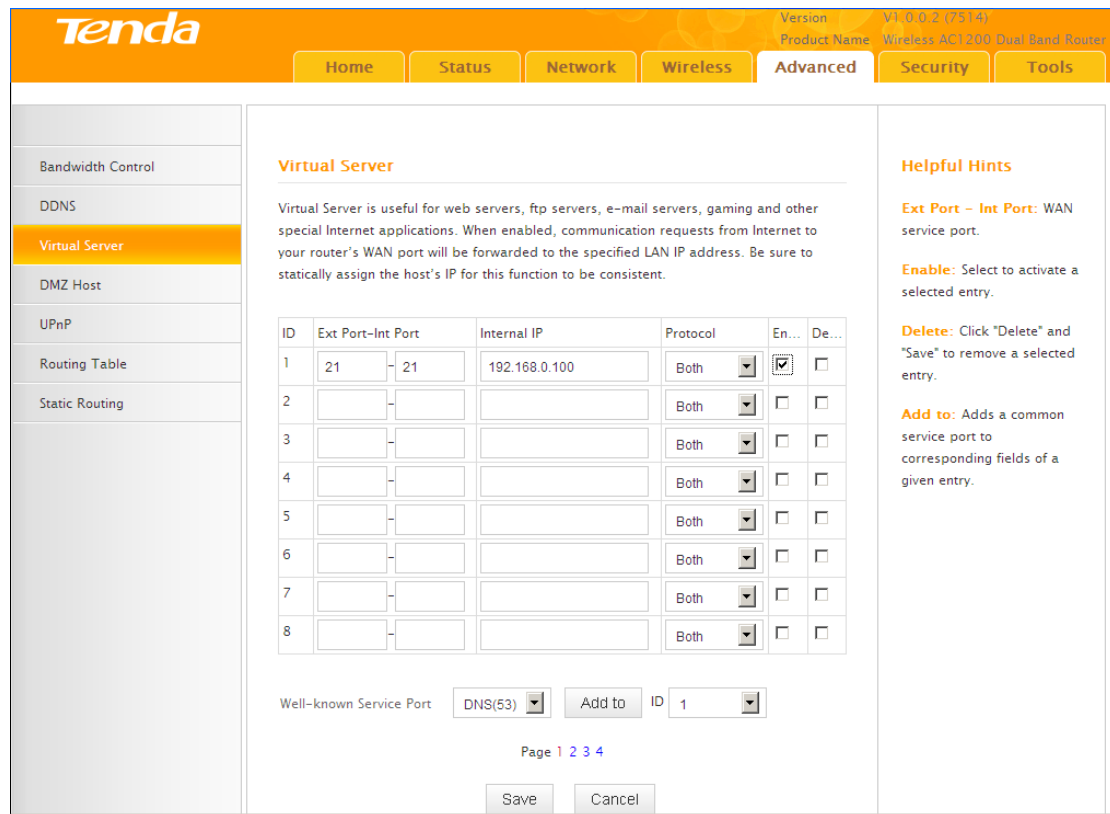 Tenda
Version V1.0.0.2 (7514)
Product Name Wireless AC1200 Dual Band Router
Home Status Network Wireless Advanced Security Tools
Bandwidth Control
DDNS
Virtual Server
DMZ Host
UPnP
Routing Table
Static Routing
Virtual Server
Virtual Server is useful for web servers, ftp servers, e-mail servers, gaming and other
special Internet applications. When enabled, communication requests from Internet to
your router's WAN port will be forwarded to the specified LAN IP address. Be sure to
statically assign the host's IP for this function to be consistent.
ID Ext Port-Int Port Internal IP Protocol En... De...
1 21 - 21 192.168.0.100 Both
2 - Both
3 - Both
4 - Both
5 - Both
6 - Both
7 - Both
8 - Both
Well-known Service Port DNS(53) Add to ID 1
Page 1 2 3 4
Save Cancel
Helpful Hints
Ext Port - Int Port: WAN
service port.
Enable: Select to activate a
selected entry.
Delete: Click "Delete" and
"Save" to remove a selected
entry.
Add to: Adds a common
service port to
corresponding fields of a
given entry.